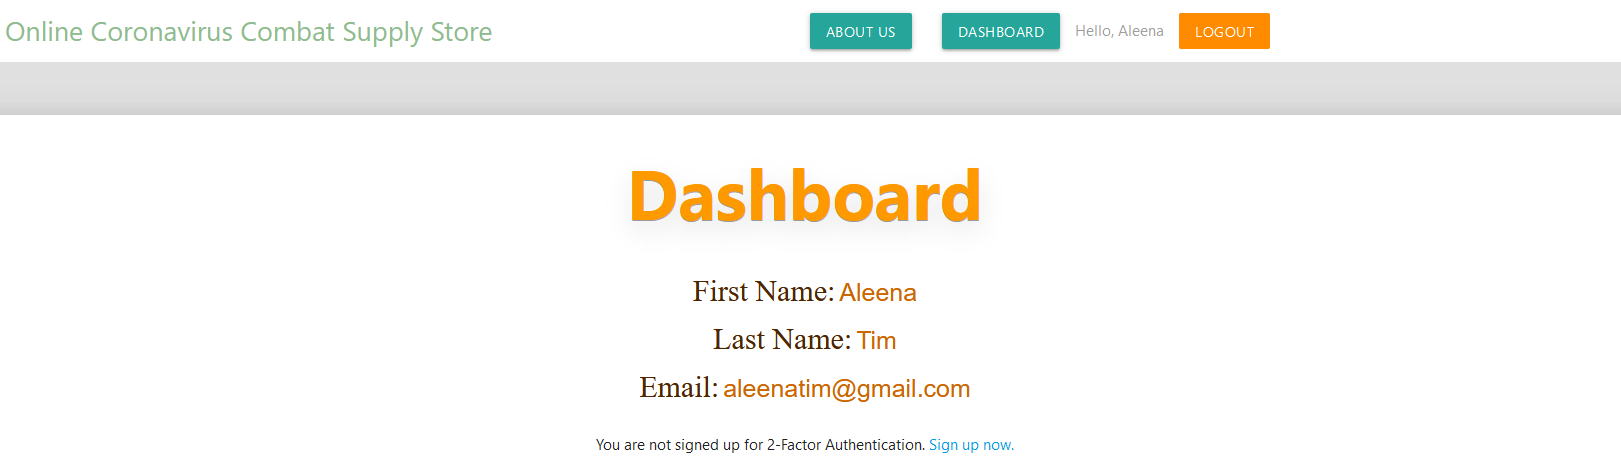 Online Coronavirus Combat Supply Store ABOUT US DASHBOARD Hello, Aleena LOGOUT
Dashboard
First Name: Aleena
Last Name: Tim
Email: aleenatim@gmail.com
You are not signed up for 2-Factor Authentication. Sign up now.